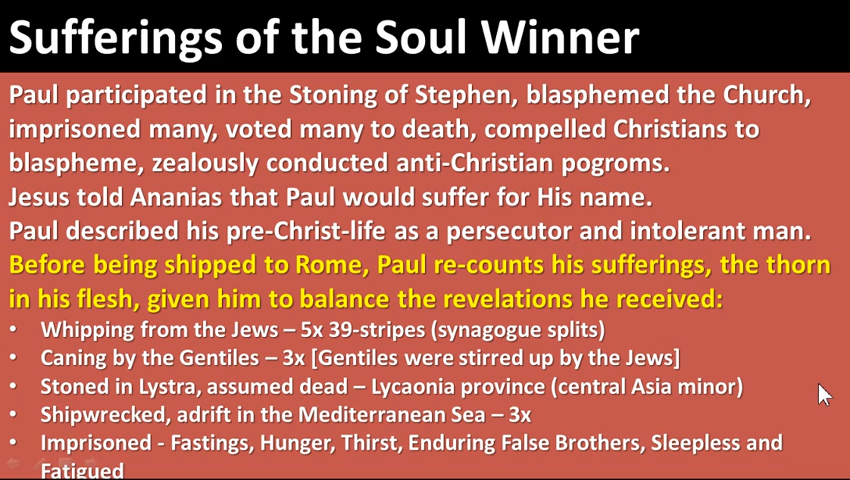 Sufferings of the Soul Winner
Paul participated in the Stoning of Stephen, blasphemed the Church,
imprisoned many, voted many to death, compelled Christians to
blaspheme, zealously conducted anti-Christian pogroms.
Jesus told Ananias that Paul would suffer for His name.
Paul described his pre-Christ-life as a persecutor and intolerant man.
Before being shipped to Rome, Paul re-counts his sufferings, the thorn
in his flesh, given him to balance the revelations he received:
• Whipping from the Jews – 5x 39-stripes (synagogue splits)
• Caning by the Gentiles – 3x [Gentiles were stirred up by the Jews]
• Stoned in Lystra, assumed dead – Lycaonia province (central Asia minor)
• Shipwrecked, adrift in the Mediterranean Sea – 3x
• Imprisoned - Fastings, Hunger, Thirst, Enduring False Brothers, Sleepless and
Fatigued